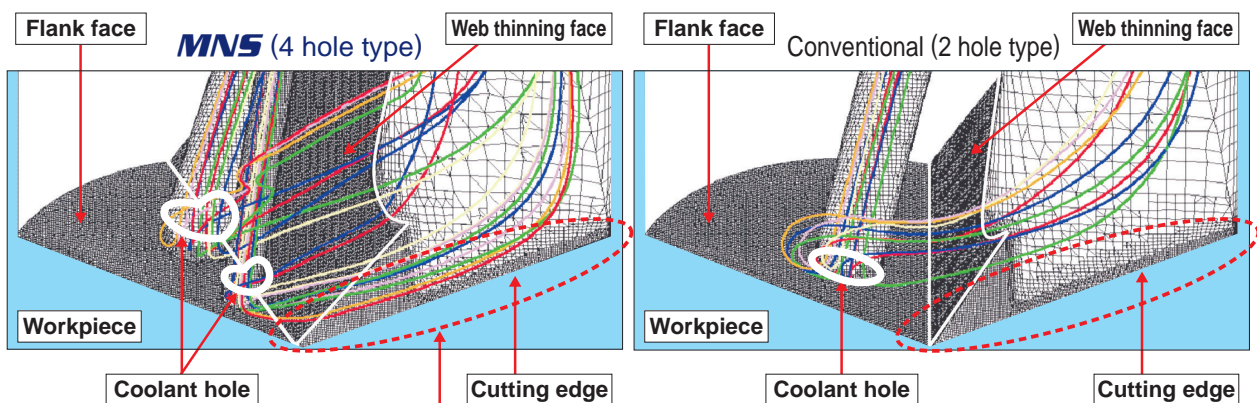 Flank face
MNS (4 hole type)
Web thinning face
Workpiece
Coolant hole
Cutting edge
Flank face
Conventional (2 hole type)
Web thinning face
Workpiece
Coolant hole
Cutting edge